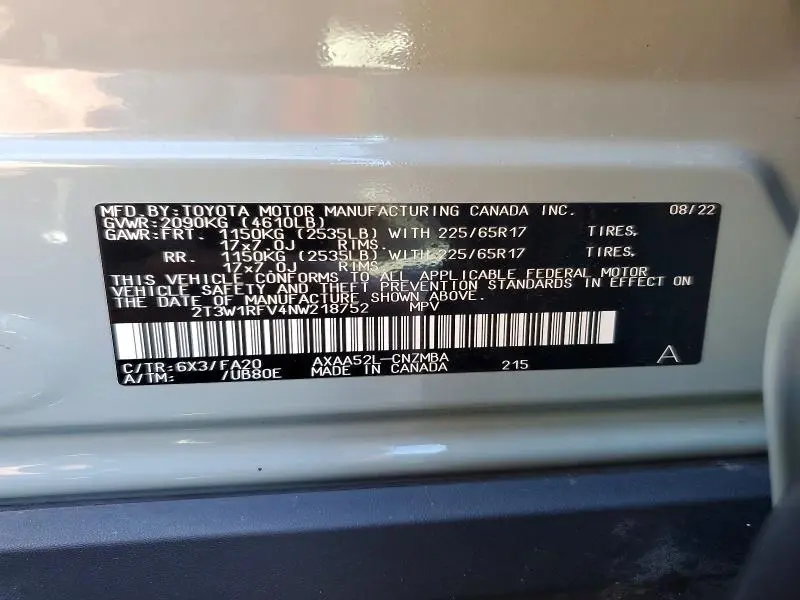 MFD.BY:TOYOTA MOTOR MANUFACTURING CANADA INC. 08/22
GVWR:2090KG (4610LB)
GAWR:FRT. 1150KG (2535LB) WITH 225/65R17 TIRES,
17x7.0J RIMS.
RR. 1150KG (2535LB) WITH 225/65R17 TIRES,
17x7.0J RIMS.
THIS VEHICLE CONFORMS TO ALL APPLICABLE FEDERAL MOTOR
VEHICLE SAFETY AND THEFT PREVENTION STANDARDS IN EFFECT ON
THE DATE OF MANUFACTURE SHOWN ABOVE.
2T3W1RFV4NW218752 MPV
C/TR:6X3/FA20 AXAA52L-CNZMBA
A/TM: /UB80E MADE IN CANADA 215 A